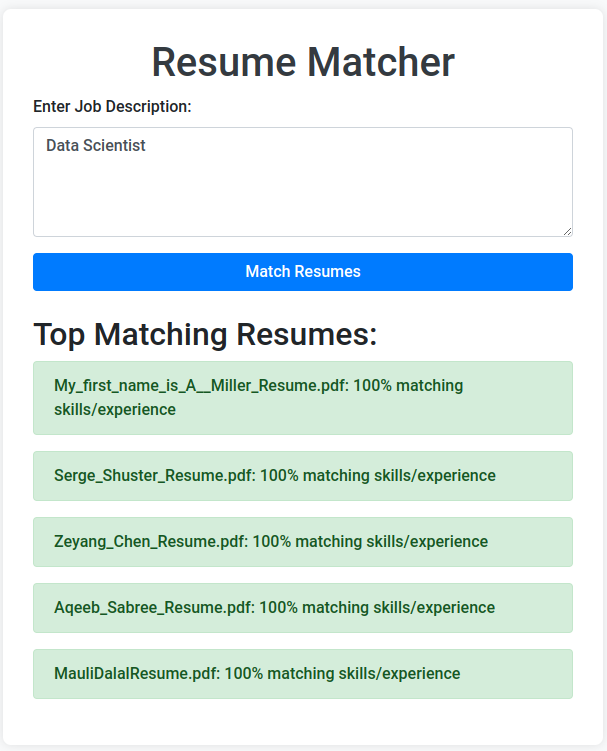 Resume Matcher
Enter Job Description:
Data Scientist
Match Resumes
Top Matching Resumes:
My_first_name_is_A__Miller_Resume.pdf: 100% matching
skills/experience
Serge_Shuster_Resume.pdf: 100% matching skills/experience
Zeyang_Chen_Resume.pdf: 100% matching skills/experience
Aqeeb_Sabree_Resume.pdf: 100% matching skills/experience
MauliDalalResume.pdf: 100% matching skills/experience